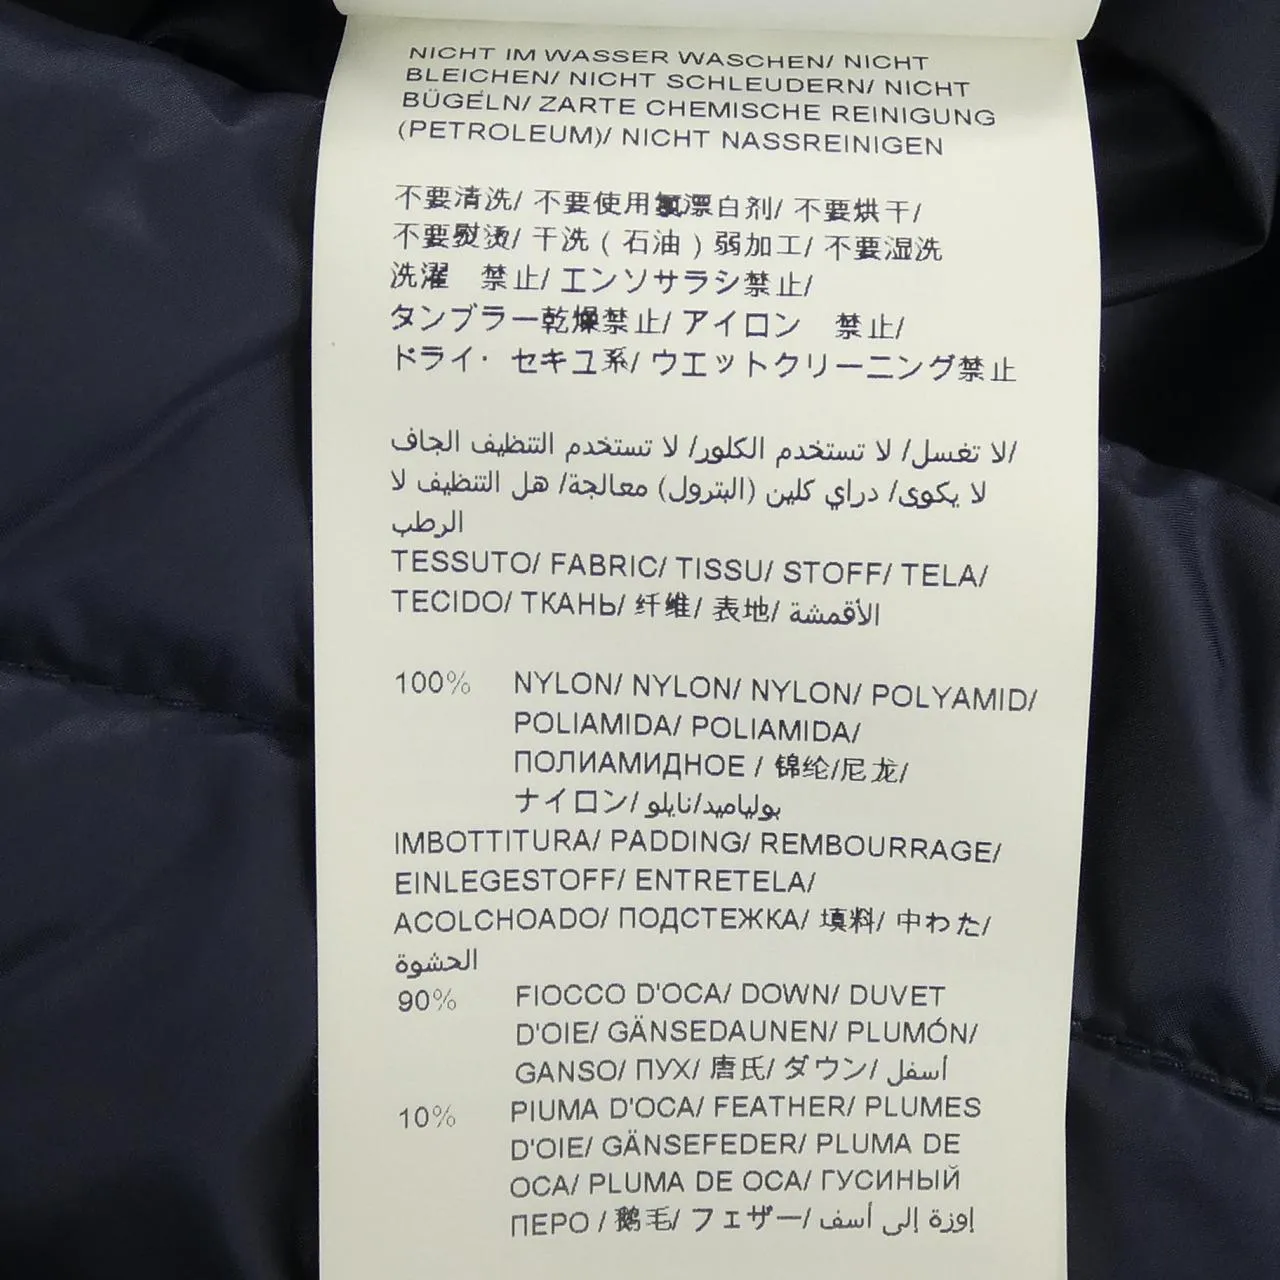 NICHT IM WASSER WASCHEN/ NICHT
BLEICHEN/ NICHT SCHLEUDERN/ NICHT
BÜGELN/ ZARTE CHEMISCHE REINIGUNG
(PETROLEUM)/ NICHT NASSREINIGEN
不要清洗/ 不要使用氯漂白剂/ 不要烘干/
不要熨烫/ 干洗 ( 石油 ) 弱加工/ 不要湿洗
洗濯 禁止/ エンソサラシ禁止/
タンブラー乾燥禁止/ アイロン 禁止/
ドライ・ セキユ系/ ウエットクリーニング禁止
لا تغسل/ لا تستخدم الكلور/ لا تستخدم التنظيف الجاف/
لا يكوى/ دراي كلين (البترول) معالجة/ هل التنظيف لا
الرطب
TESSUTO/ FABRIC/ TISSU/ STOFF/ TELA/
TECIDO/ ТКАНЬ/ 纤维/ 表地/ الأقمشة
100% NYLON/ NYLON/ NYLON/ POLYAMID/
POLIAMIDA/ POLIAMIDA/
ПОЛИАМИДНОЕ / 锦纶/尼龙/
ナイロン/ بولياميد/نايلو
IMBOTTITURA/ PADDING/ REMBOURRAGE/
EINLEGESTOFF/ ENTRETELA/
ACOLCHOADO/ ПОДСТЕЖКА/ 填料/ 中わた/
الحشوة
90% FIOCCO D'OCA/ DOWN/ DUVET
D'OIE/ GÄNSEDAUNEN/ PLUMÓN/
GANSO/ ПУХ/ 唐氏/ ダウン/ أسفل
10% PIUMA D'OCA/ FEATHER/ PLUMES
D'OIE/ GÄNSEFEDER/ PLUMA DE
OCA/ PLUMA DE OCA/ ГУСИНЫЙ
ПЕРО / 鹅毛/ フェザー/ إوزة إلى أسف